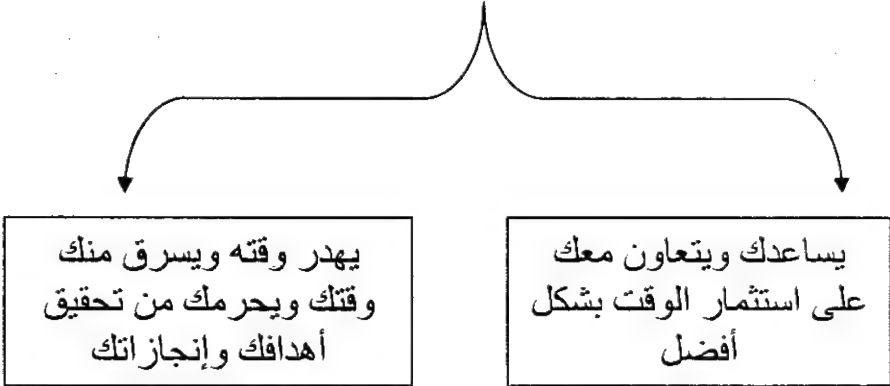 يساعدك ويتعاون معك
على استثمار الوقت بشكل
أفضل
يهدر وقته ويسرق منك
وقتك ويحرمك من تحقيق
أهدافك وإنجازاتك